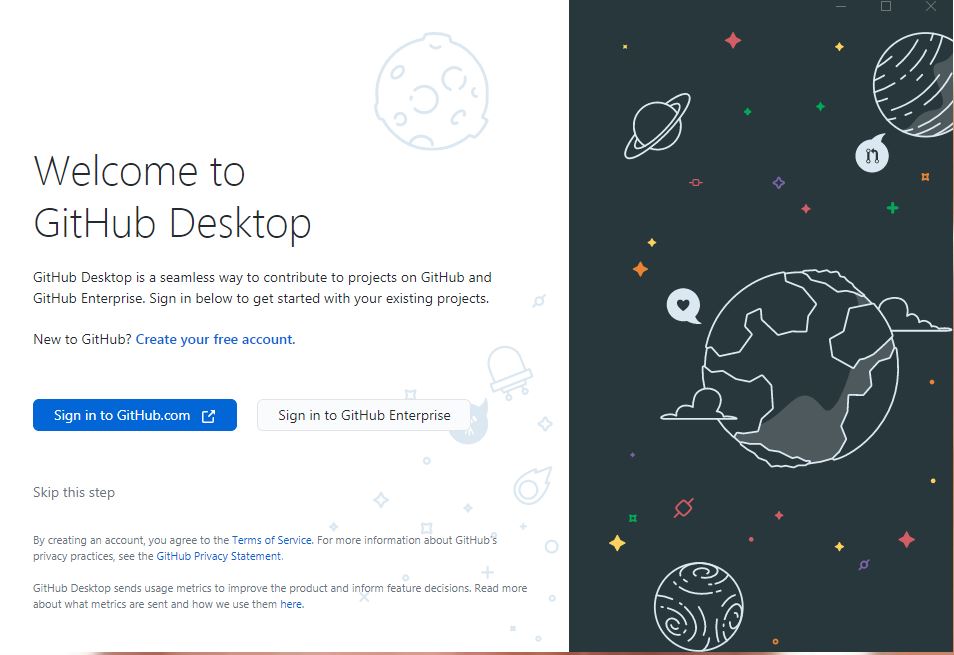 Welcome to
GitHub Desktop
GitHub Desktop is a seamless way to contribute to projects on GitHub and
GitHub Enterprise. Sign in below to get started with your existing projects.
New to GitHub? Create your free account.
Sign in to GitHub.com
Sign in to GitHub Enterprise
Skip this step
By creating an account, you agree to the Terms of Service. For more information about GitHub's
privacy practices, see the GitHub Privacy Statement.
GitHub Desktop sends usage metrics to improve the product and inform feature decisions. Read more
about what metrics are sent and how we use them here.